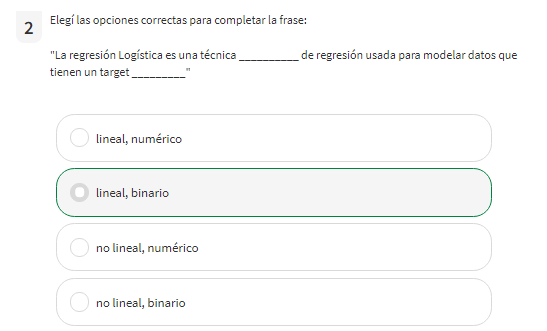 2
Elegí las opciones correctas para completar la frase:
"La regresión Logística es una técnica __________ de regresión usada para modelar datos que
tienen un target _________"
lineal, numérico
lineal, binario
no lineal, numérico
no lineal, binario